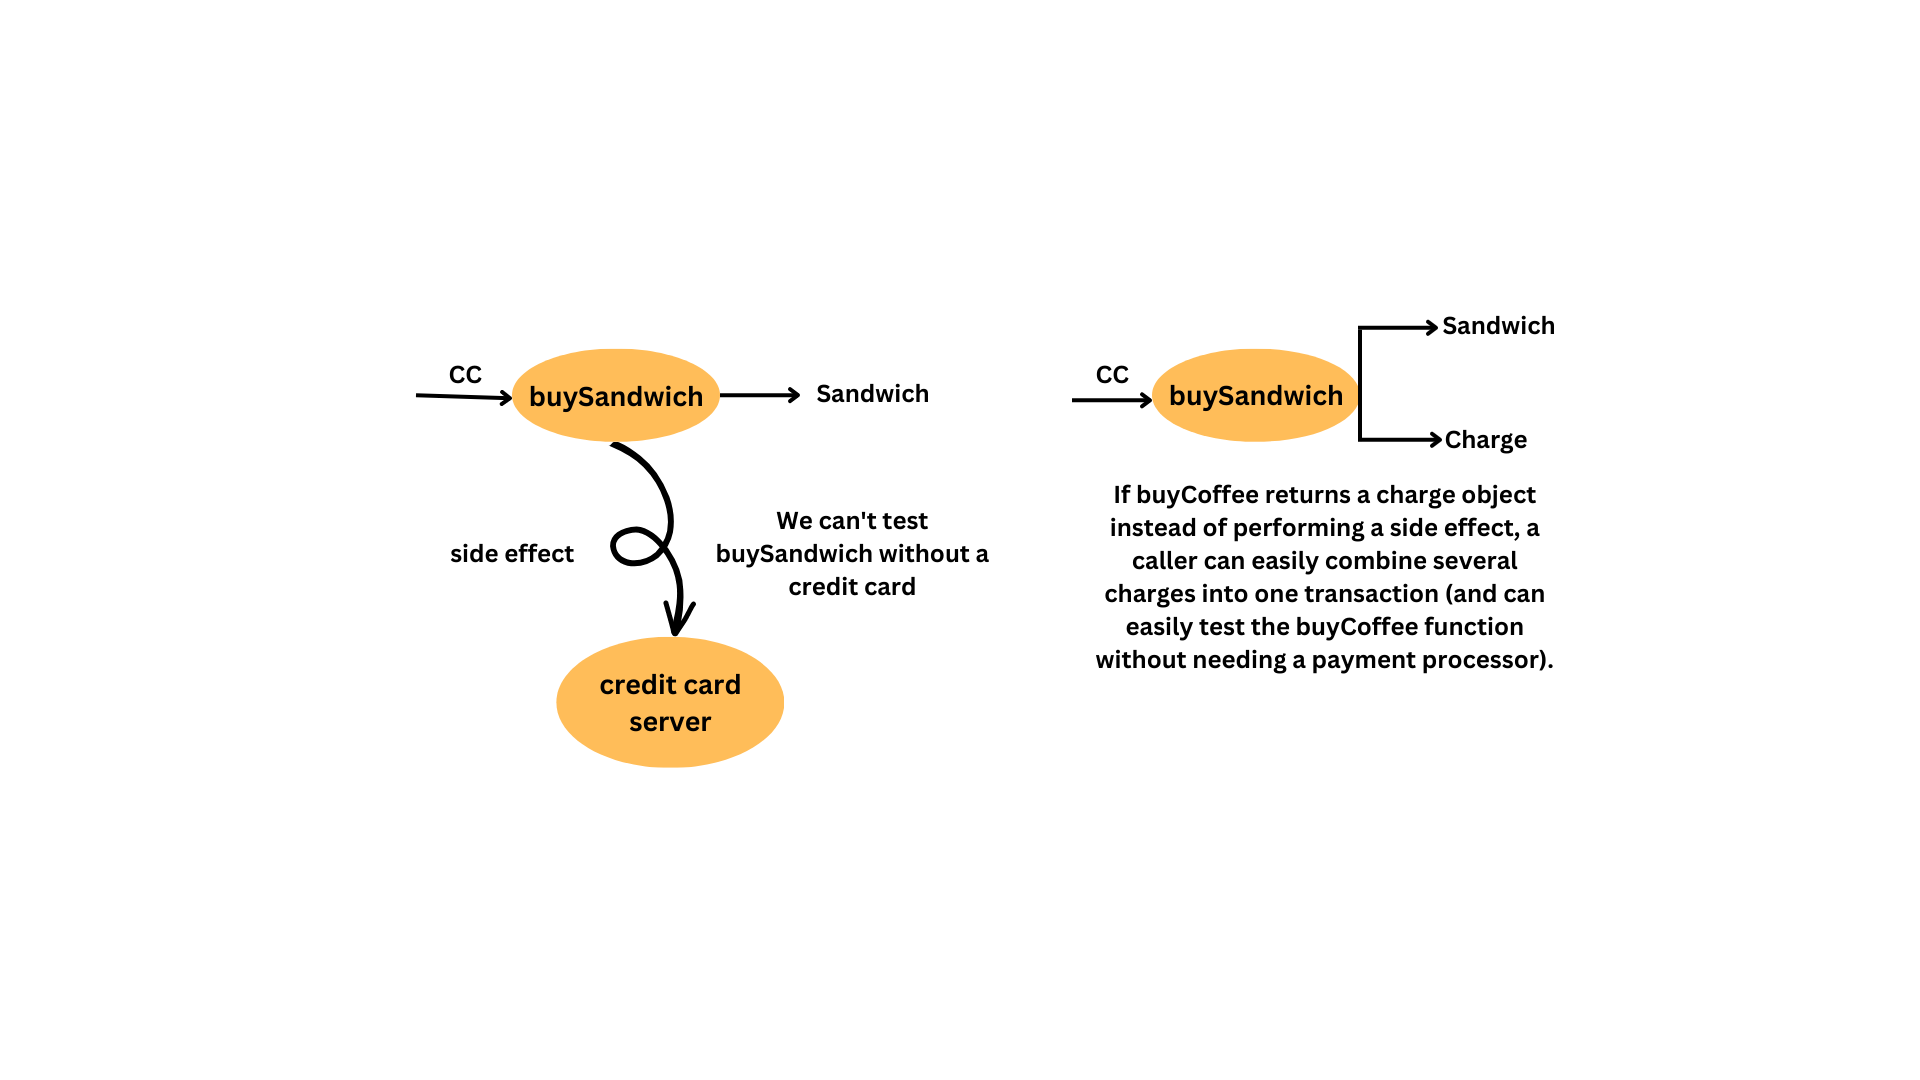 CC
buySandwich
Sandwich
side effect
We can't test
buySandwich without a
credit card
credit card
server
CC
buySandwich
Sandwich
Charge
If buyCoffee returns a charge object
instead of performing a side effect, a
caller can easily combine several
charges into one transaction (and can
easily test the buyCoffee function
without needing a payment processor).